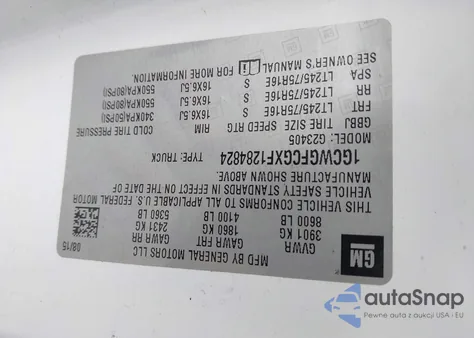 MFD BY GENERAL MOTORS LLC
08/15
GVWR GAWR FRT GAWR RR
3901 KG 1860 KG 2431 KG
8600 LB 4100 LB 5360 LB
THIS VEHICLE CONFORMS TO ALL APPLICABLE U.S. FEDERAL MOTOR
VEHICLE SAFETY STANDARDS IN EFFECT ON THE DATE OF
MANUFACTURE SHOWN ABOVE.
1GCWGFCGXF1284824 TYPE: TRUCK
MODEL: G23405
GBBJ TIRE SIZE SPEED RTG RIM COLD TIRE PRESSURE
FRT LT245/75R16E S 16X6.5J 340KPA(50PSI)
RR LT245/75R16E S 16X6.5J 550KPA(80PSI)
SPA LT245/75R16E S 16X6.5J 550KPA(80PSI)
SEE OWNER'S MANUAL FOR MORE INFORMATION.
GM
autoSnap
Pewne auta z aukcji USA - EU